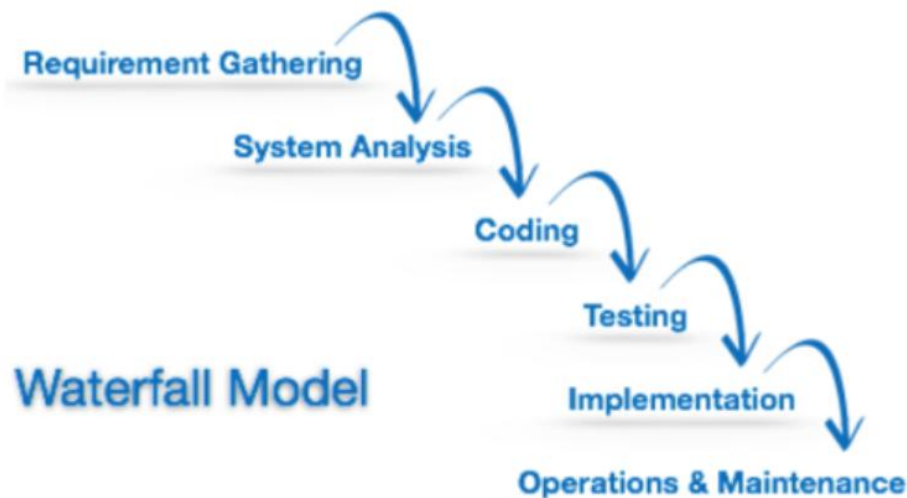 Requirement Gathering
System Analysis
Coding
Testing
Waterfall Model
Implementation
Operations & Maintenance